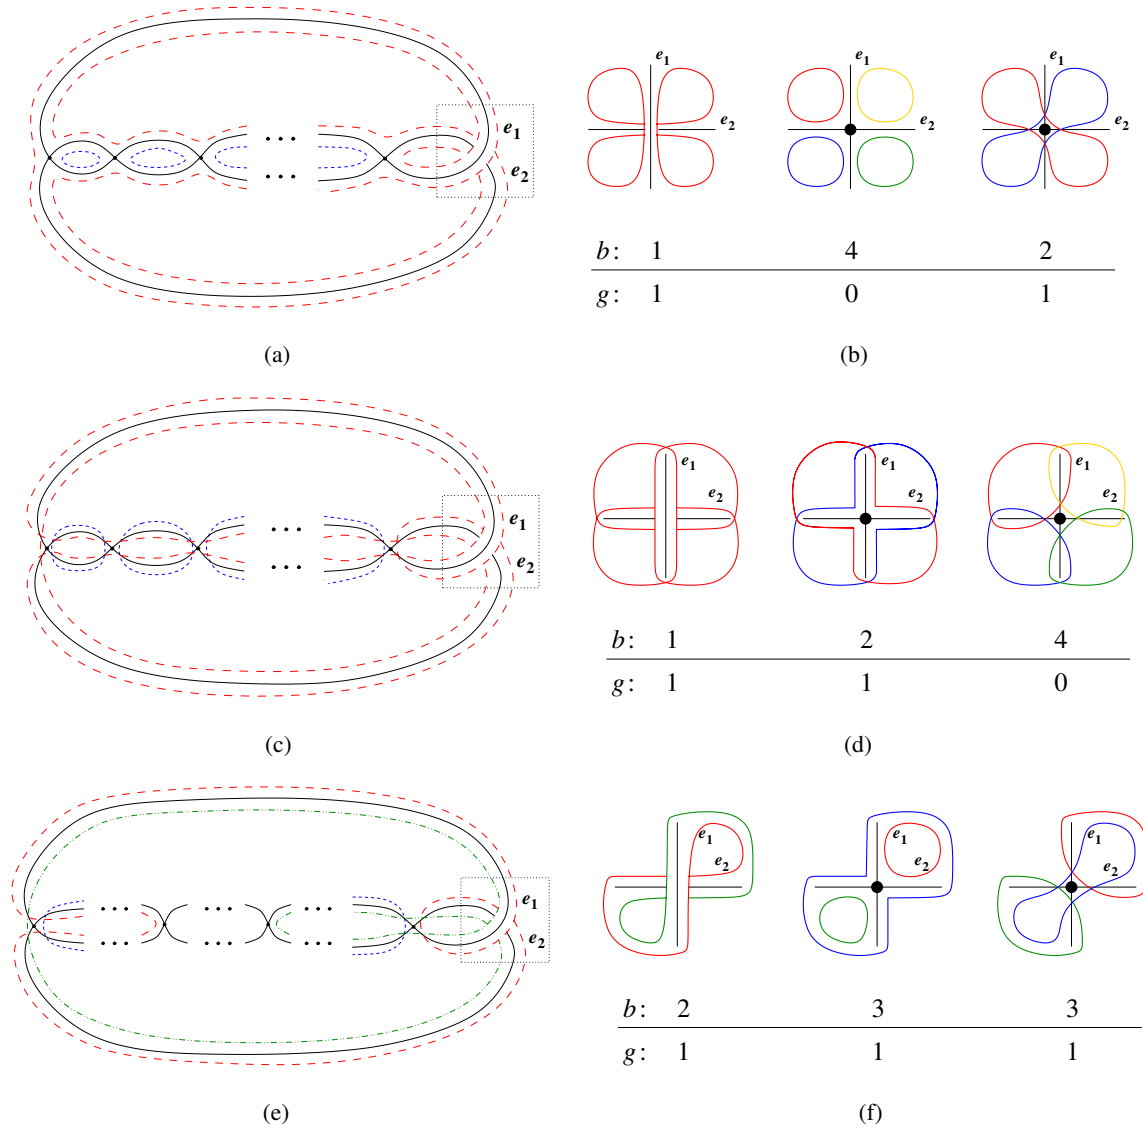 e1
e2
(a)
e1 e1 e1
e2 e2 e2
b: 1 4 2
g: 1 0 1
(b)
e1
e2
(c)
e1 e1 e1
e2 e2 e2
b: 1 2 4
g: 1 1 0
(d)
e1
e2
(e)
e1 e1 e1
e2 e2 e2
b: 2 3 3
g: 1 1 1
(f)